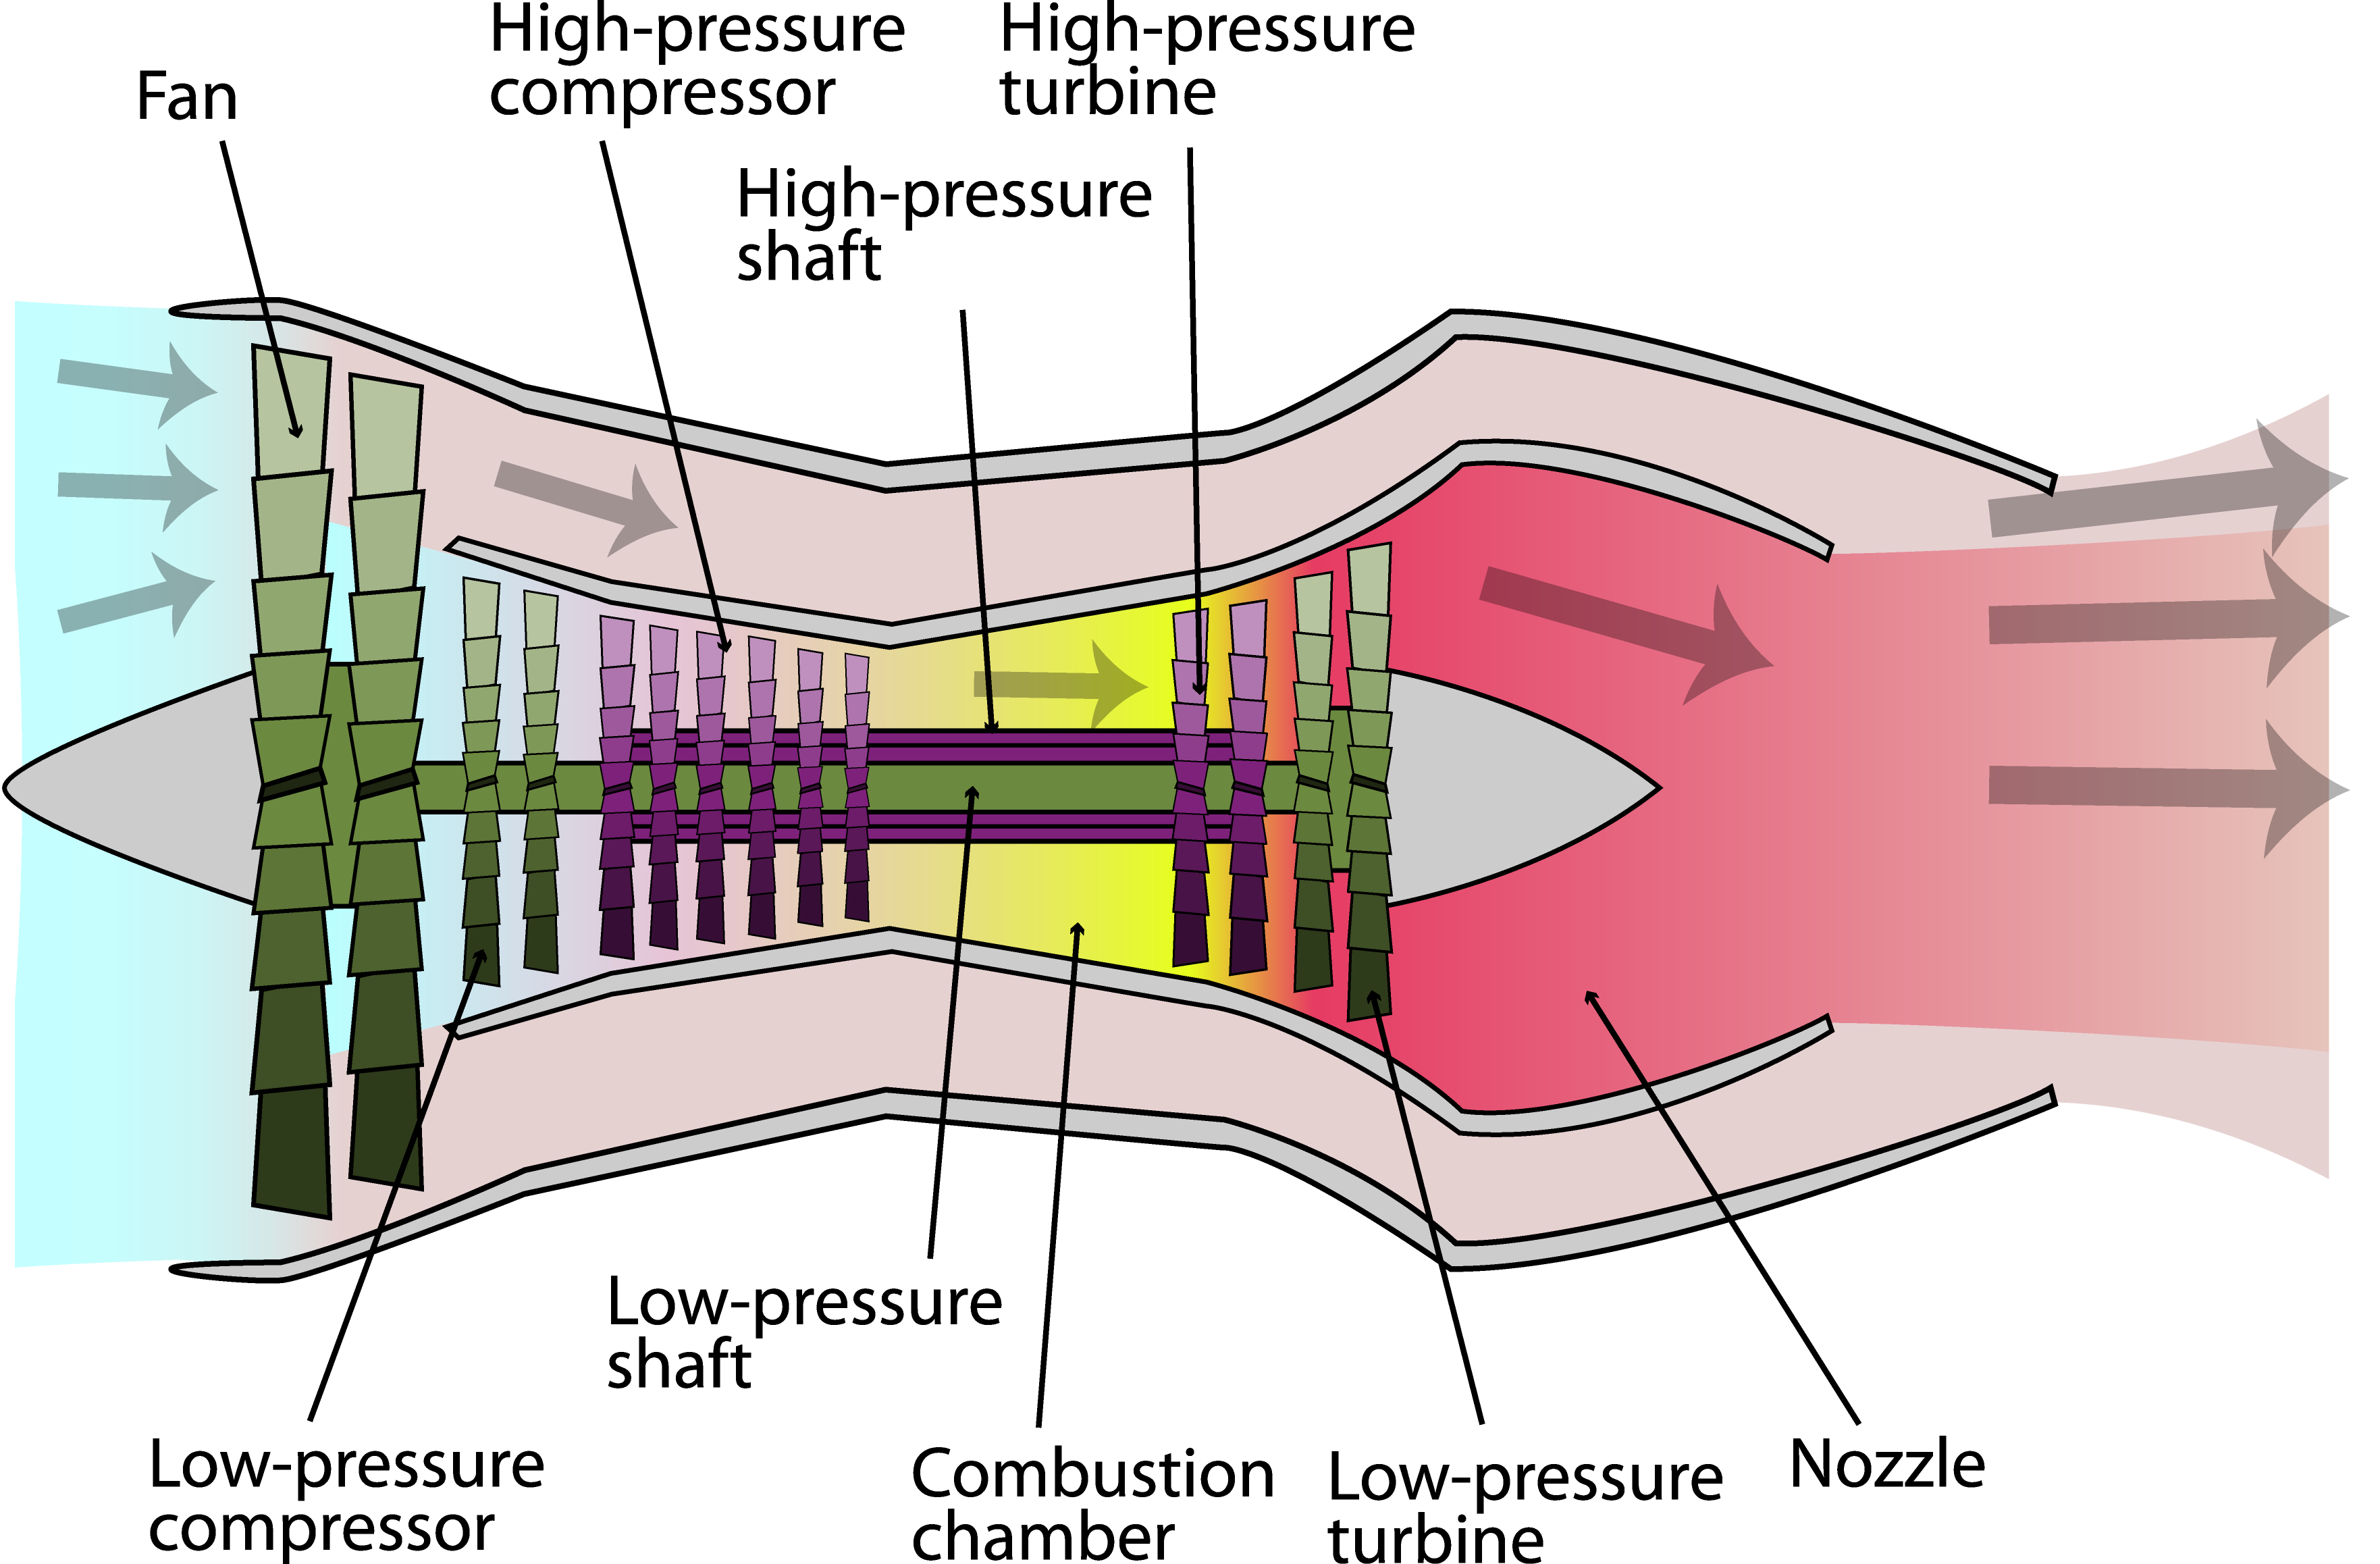 High-pressure
compressor
High-pressure
turbine
Fan
High-pressure
shaft
Low-pressure
shaft
Low-pressure
compressor
Combustion
chamber
Low-pressure
turbine
Nozzle